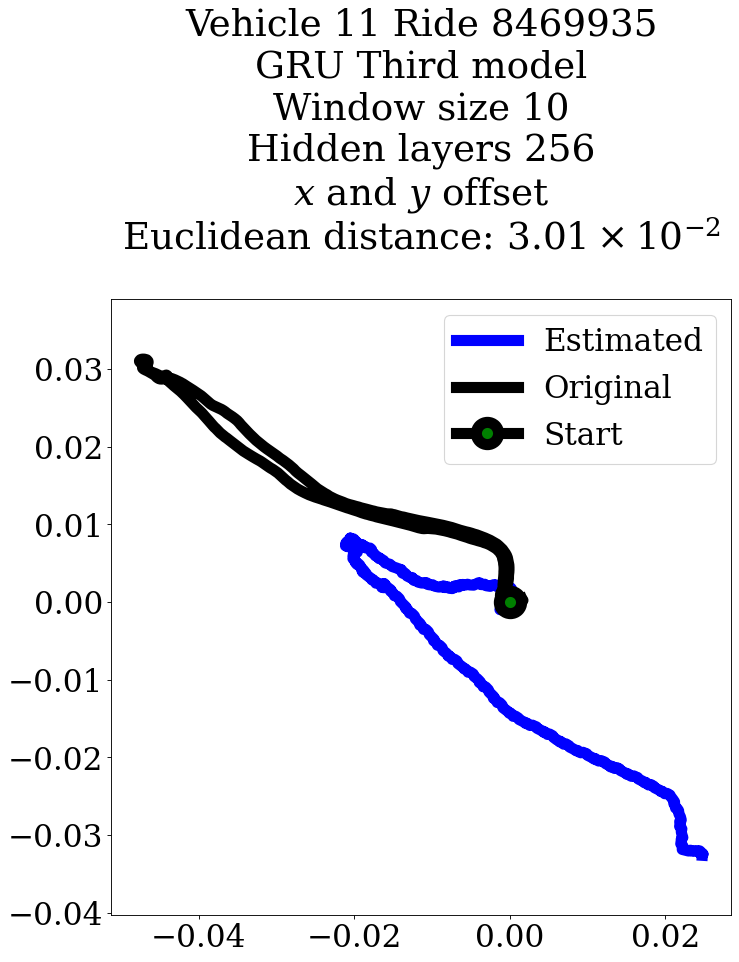 Vehicle 11 Ride 8469935
GRU Third model
Window size 10
Hidden layers 256
x and y offset
Euclidean distance: 3.01 × 10⁻²
Estimated
Original
Start
0.03
0.02
0.01
0.00
−0.01
−0.02
−0.03
−0.04
−0.04 −0.02 0.00 0.02